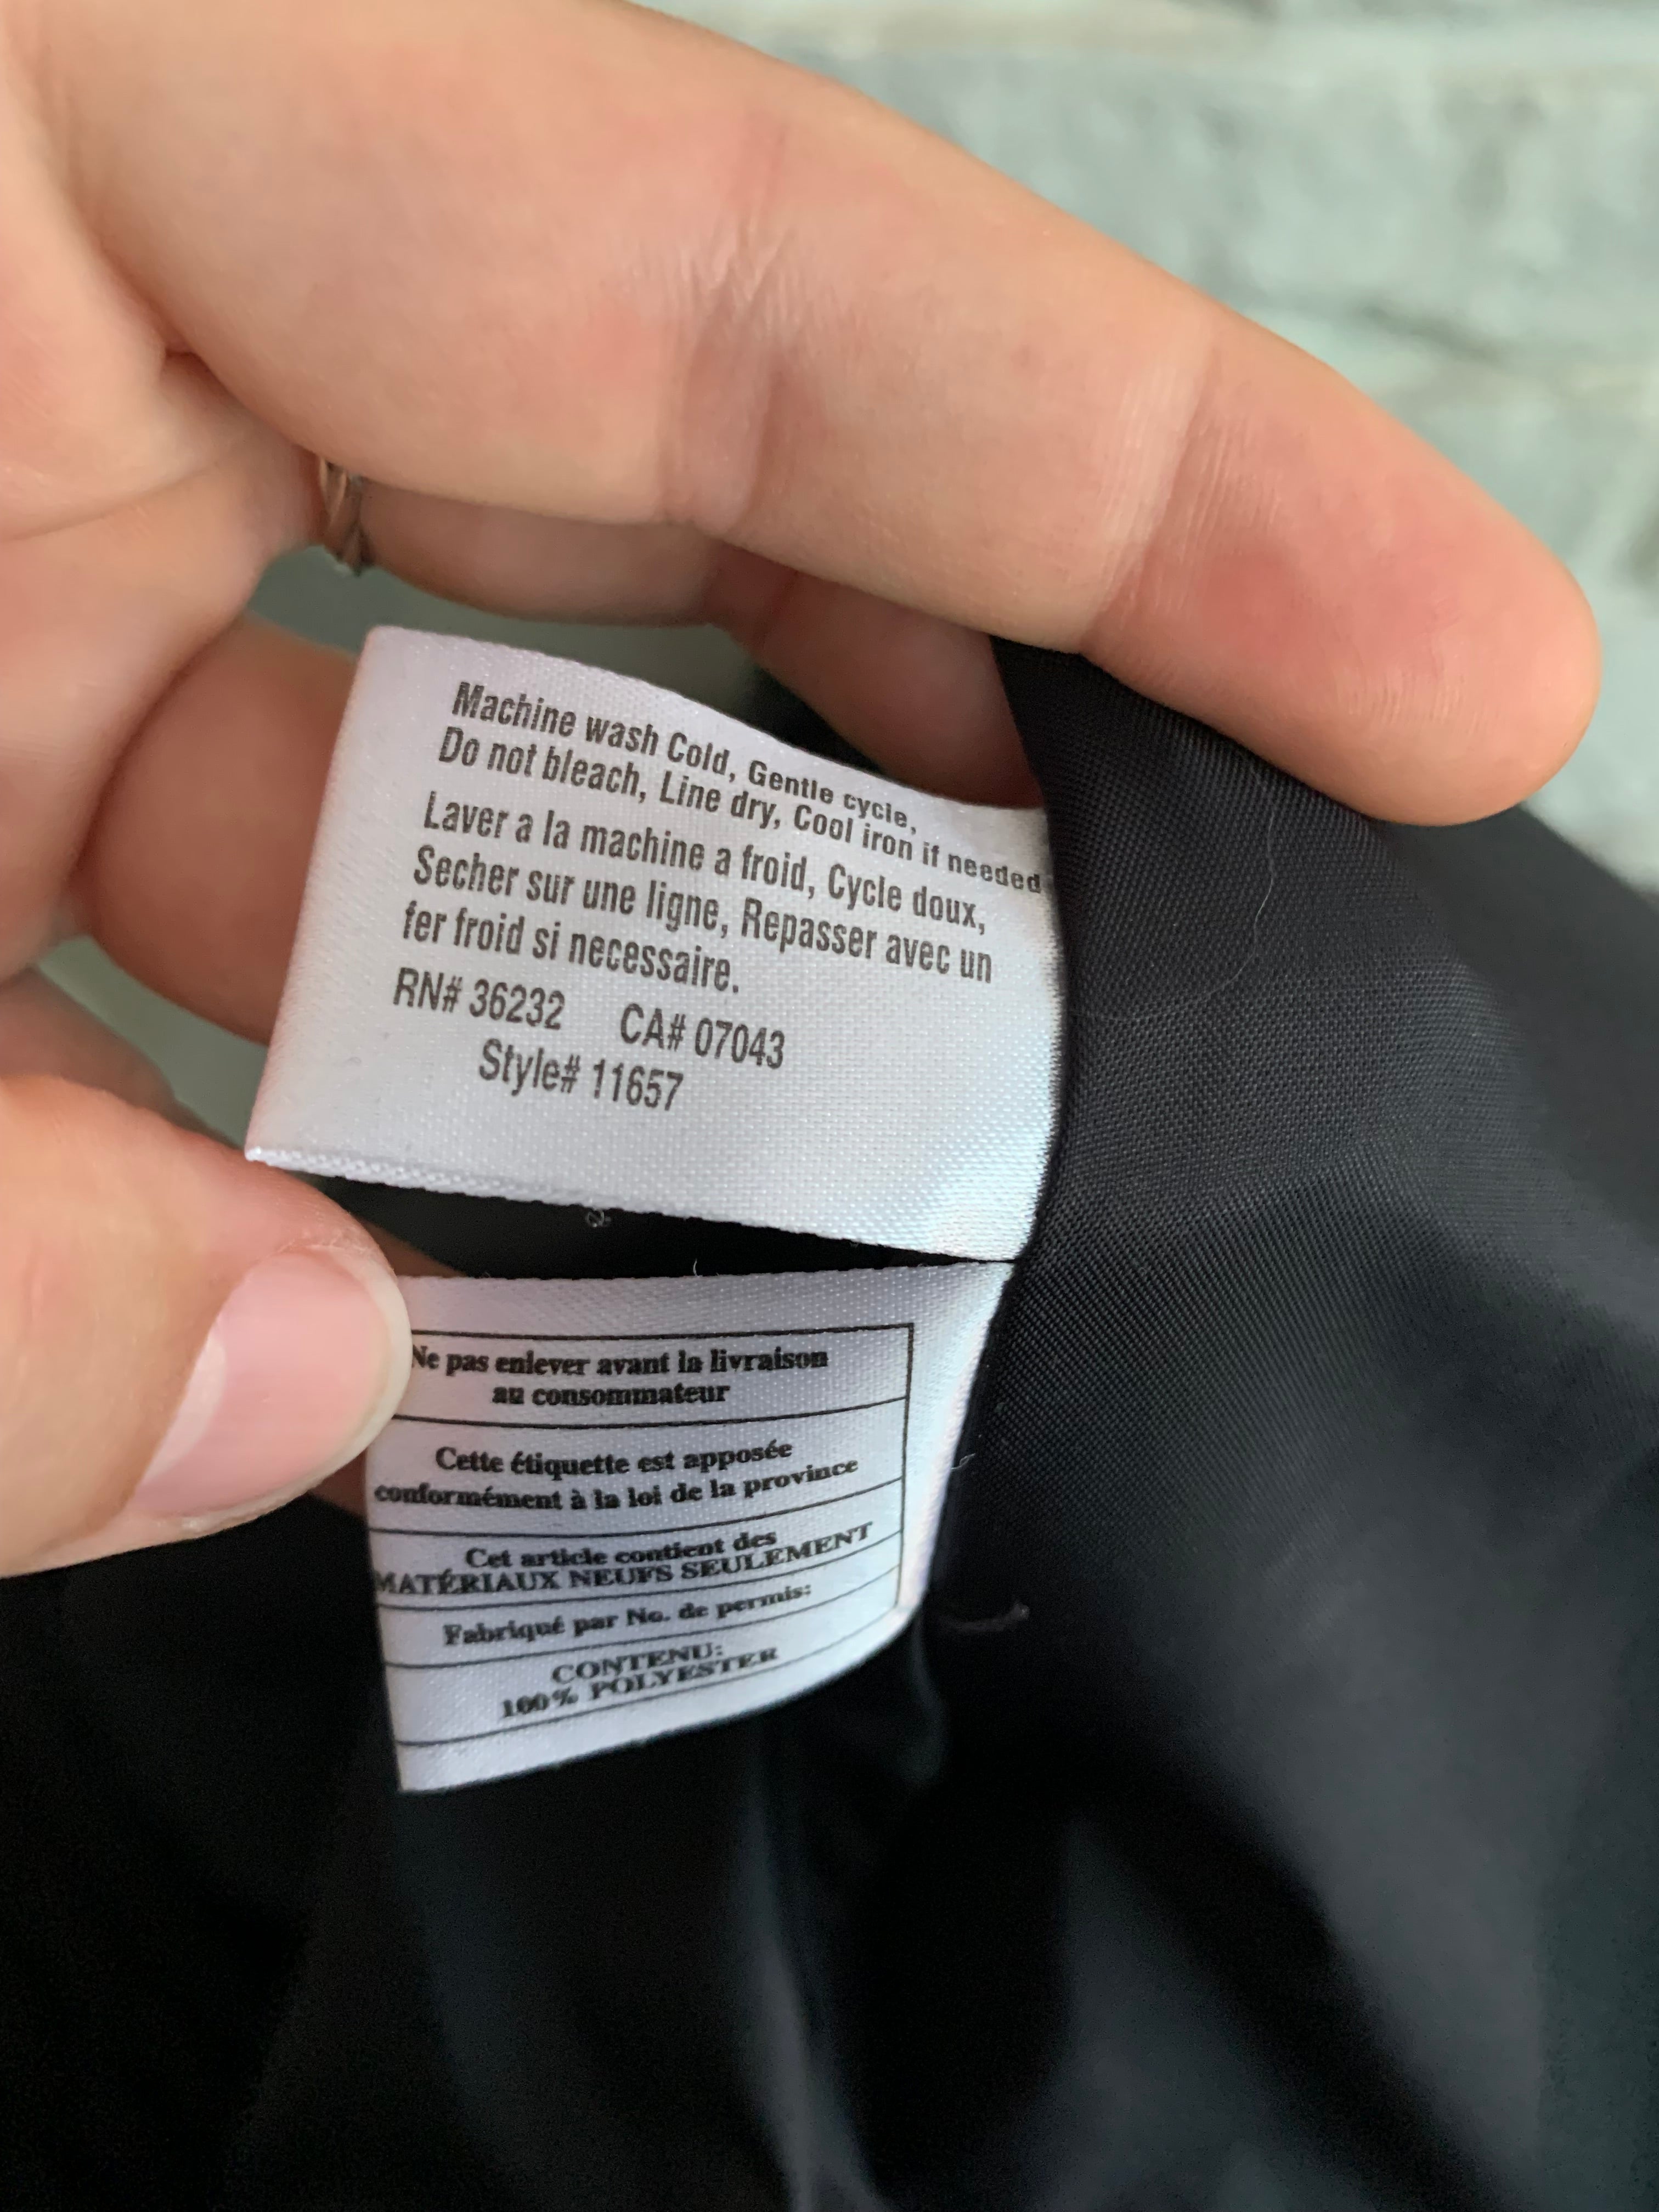 Machine wash Cold, Gentle cycle,
Do not bleach, Line dry, Cool iron if needed
Laver a la machine a froid, Cycle doux,
Secher sur une ligne, Repasser avec un
fer froid si necessaire.
RN# 36232 CA# 07043
Style# 11657
Ne pas enlever avant la livraison
au consommateur
Cette étiquette est apposée
conformément à la loi de la province
Cet article contient des
MATÉRIAUX NEUFS SEULEMENT
Fabriqué par No. de permis:
CONTENU:
100% POLYESTER